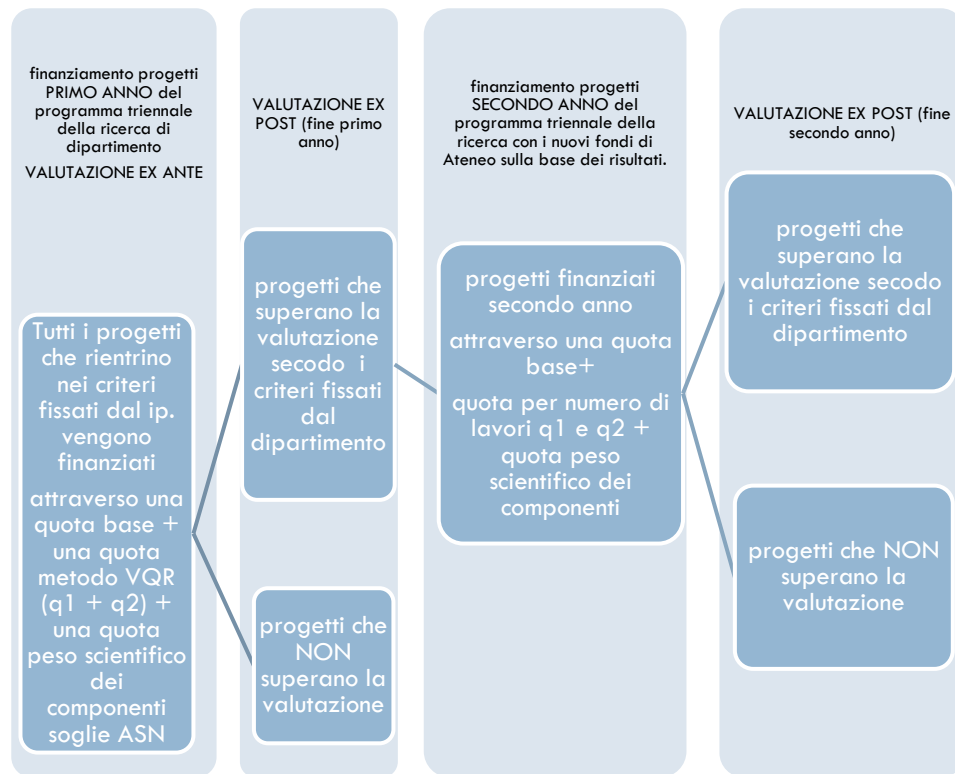 finanziamento progetti
PRIMO ANNO del
programma triennale
della ricerca di
dipartimento
VALUTAZIONE EX ANTE
Tutti i progetti
che rientrino
nei criteri
fissati dal ip.
vengono
finanziati
attraverso una
quota base +
una quota
metodo VQR
(q1 + q2) +
una quota
peso scientifico
dei
componenti
soglie ASN
VALUTAZIONE EX
POST (fine primo
anno)
progetti che
superano la
valutazione
secodo i
criteri fissati
dal
dipartimento
progetti che
NON
superano la
valutazione
finanziamento progetti
SECONDO ANNO del
programma triennale della
ricerca con i nuovi fondi di
Ateneo sulla base dei risultati.
progetti finanziati
secondo anno
attraverso una quota
base+
quota per numero di
lavori q1 e q2 +
quota peso
scientifico dei
componenti
VALUTAZIONE EX POST (fine
secondo anno)
progetti che
superano la
valutazione secodo
i criteri fissati dal
dipartimento
progetti che NON
superano la
valutazione